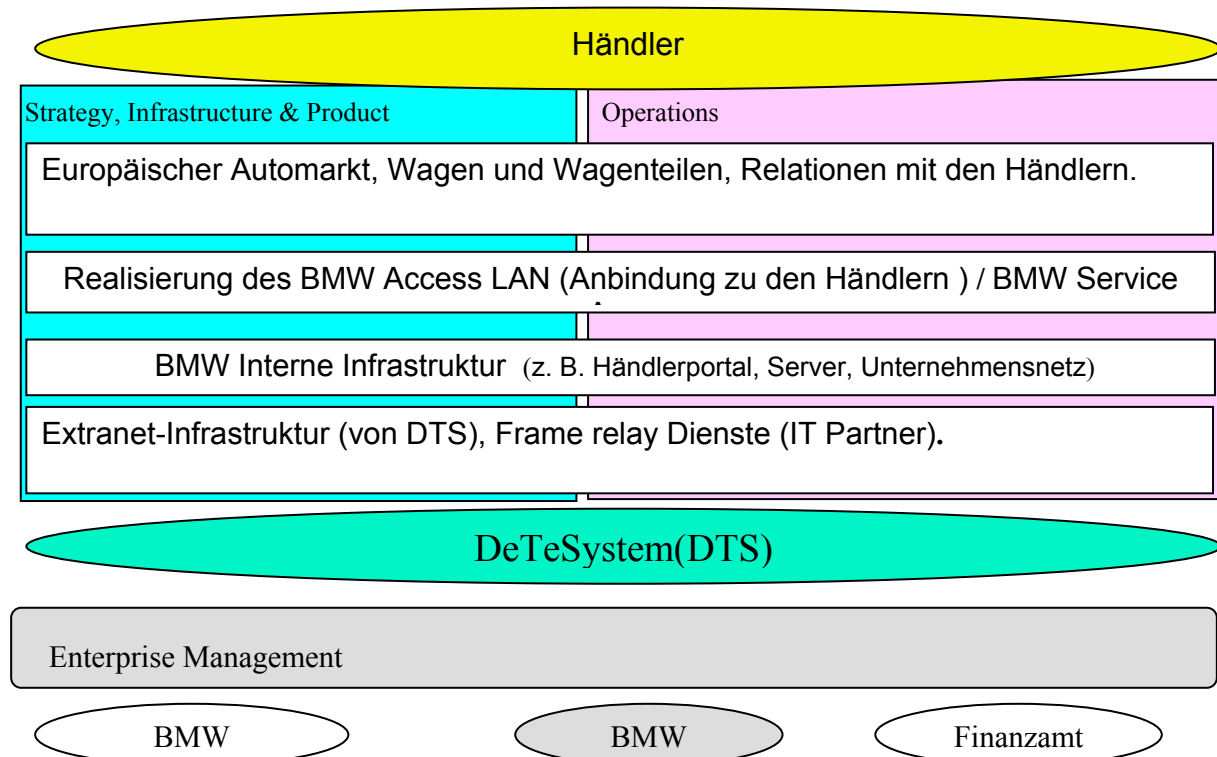 Händler
Strategy, Infrastructure & Product
Operations
Europäischer Automarkt, Wagen und Wagenteilen, Relationen mit den Händlern.
Realisierung des BMW Access LAN (Anbindung zu den Händlern ) / BMW Service
BMW Interne Infrastruktur (z. B. Händlerportal, Server, Unternehmensnetz)
Extranet-Infrastruktur (von DTS), Frame relay Dienste (IT Partner).
DeTeSystem(DTS)
Enterprise Management
BMW
BMW
Finanzamt